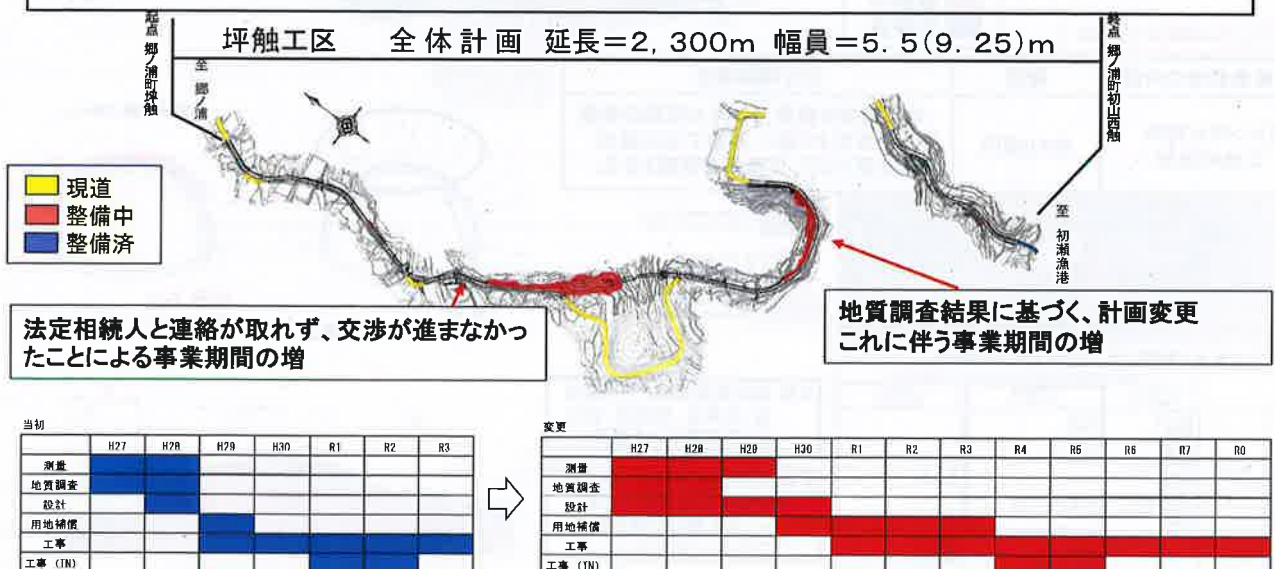 起点 郷ノ浦町坪触
終点 郷ノ浦町初山西触
坪触工区 全体計画 延長=2,300m 幅員=5.5(9.25)m
至 郷ノ浦
至 初瀬漁港
現道
整備中
整備済
法定相続人と連絡が取れず、交渉が進まなかっ
たことによる事業期間の増
地質調査結果に基づく、計画変更
これに伴う事業期間の増
当初
H27 H28 H29 H30 R1 R2 R3
測量
地質調査
設計
用地補償
工事
工事 (TN)
変更
H27 H28 H29 H30 R1 R2 R3 R4 R5 R6 R7 R8
測量
地質調査
設計
用地補償
工事
工事 (TN)